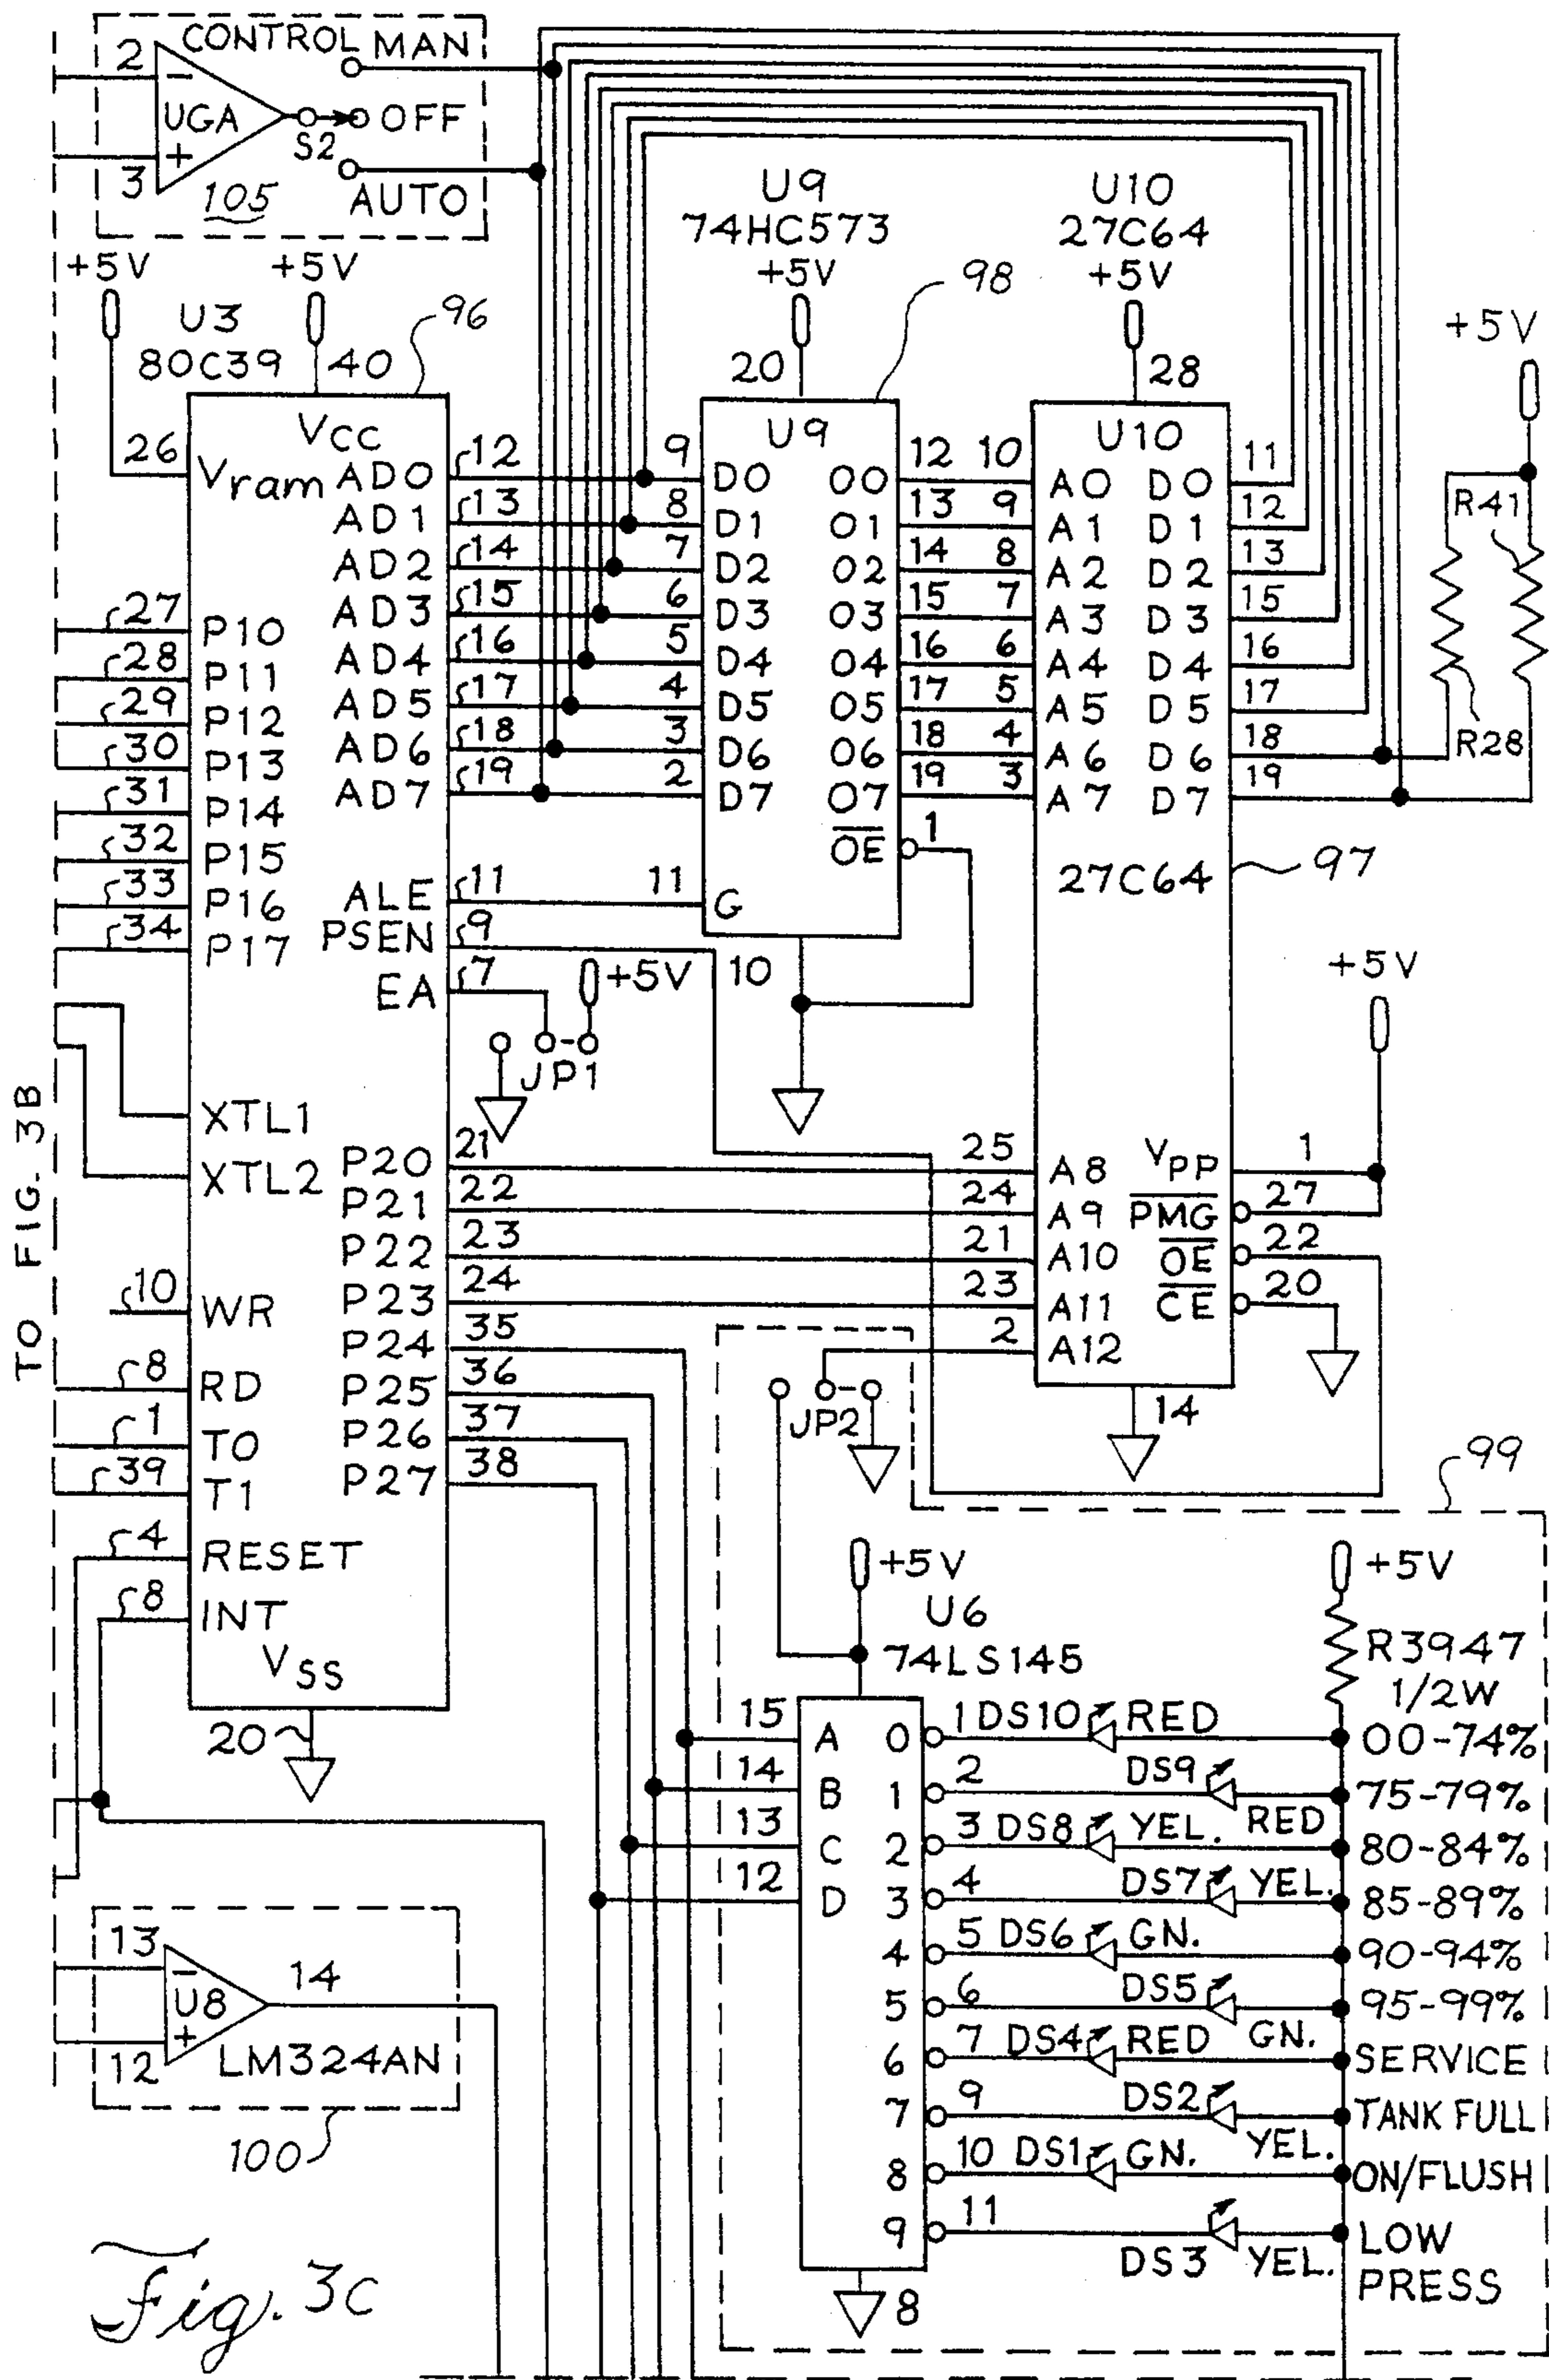 CONTROL MAN
2
-
UGA
S2
OFF
+
3
105
AUTO
+5V
+5V
U3
80C39
40
96
U9
74HC573
+5V
98
20
U10
27C64
+5V
28
+5V
R41
R28
VCC
26
Vram
AD0 12
AD1 13
AD2 14
AD3 15
AD4 16
AD5 17
AD6 18
AD7 19
27 P10
28 P11
29 P12
30 P13
31 P14
32 P15
33 P16
34 P17
ALE 11
PSEN 9
EA 7
+5V
JP1
U9
9 D0 O0 12
8 D1 O1 13
7 D2 O2 14
6 D3 O3 15
5 D4 O4 16
4 D5 O5 17
3 D6 O6 18
2 D7 O7 19
OE 1
11 G
10
U10
10 A0 D0 11
9 A1 D1 12
8 A2 D2 13
7 A3 D3 15
6 A4 D4 16
5 A5 D5 17
4 A6 D6 18
3 A7 D7 19
27C64
97
+5V
TO FIG. 3B
XTL1
XTL2
P20 21
P21 22
P22 23
P23 24
P24 35
P25 36
P26 37
P27 38
25 A8 VPP 1
24 A9 PMG 27
21 A10 OE 22
23 A11 CE 20
2 A12
14
JP2
10 WR
8 RD
1 T0
39 T1
4 RESET
8 INT
VSS
20
99
+5V
U6
74LS145
+5V
R3947
1/2W
15 A 0 1 DS10 RED 00-74%
14 B 1 2 DS9 RED 75-79%
13 C 2 3 DS8 YEL. 80-84%
12 D 3 4 DS7 YEL. 85-89%
4 5 DS6 GN. 90-94%
5 6 DS5 GN. 95-99%
6 7 DS4 RED SERVICE
7 9 DS2 YEL. TANK FULL
8 10 DS1 GN. ON/FLUSH
9 11 DS3 YEL. LOW
PRESS
8
13
-
U8
+
14
12
LM324AN
100
Fig. 3C